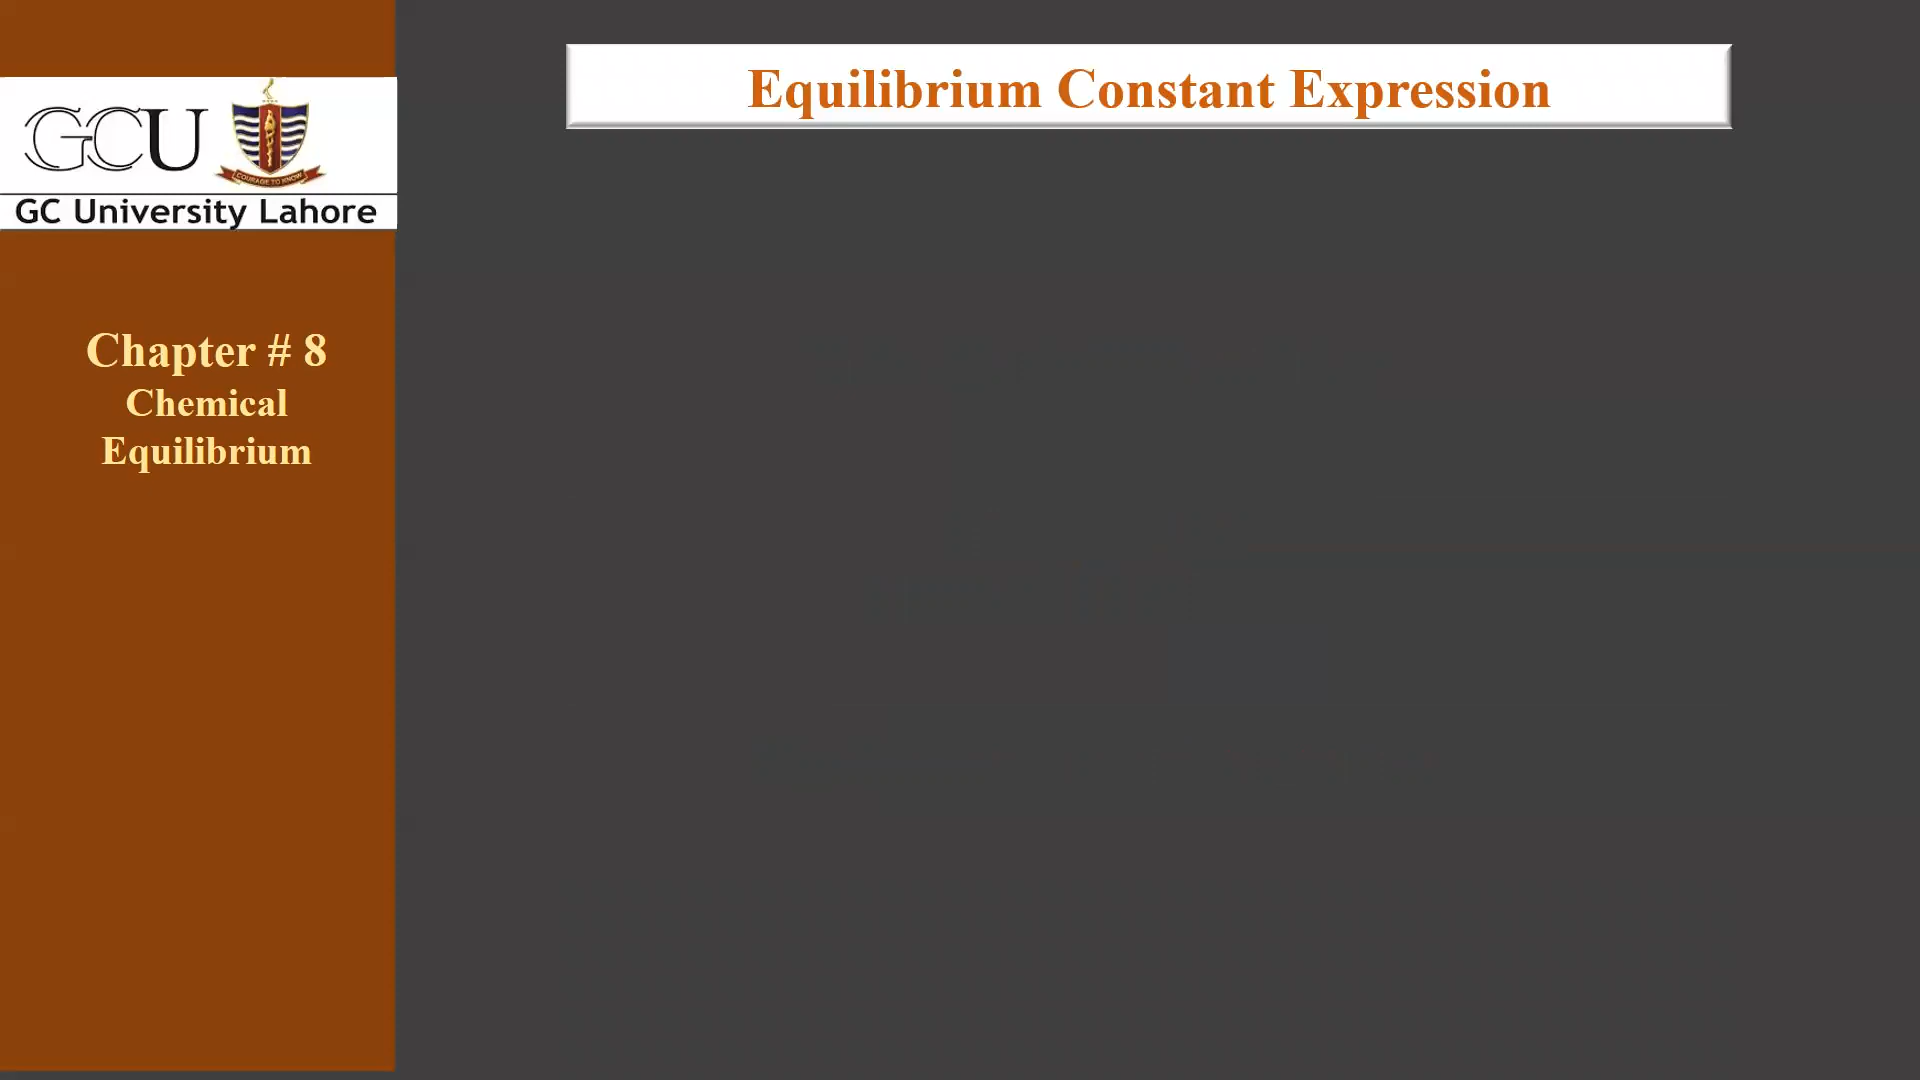 Equilibrium Constant Expression
GCU
COURAGE TO KNOW
GC University Lahore
Chapter # 8
Chemical
Equilibrium